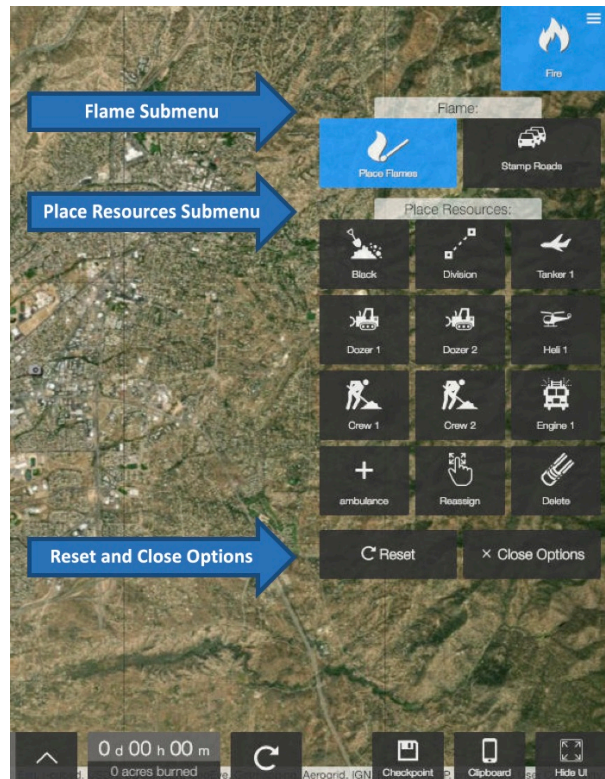 Fire
Flame Submenu
Flame:
Place Flames
Stamp Roads
Place Resources Submenu
Place Resources:
Black
Division
Tanker 1
Dozer 1
Dozer 2
Heli 1
Crew 1
Crew 2
Engine 1
ambulance
Reassign
Delete
Reset and Close Options
Reset
× Close Options
0 d 00 h 00 m
0 acres burned
Checkpoint
Clipboard
Hide UI
Aerogrid, IGN